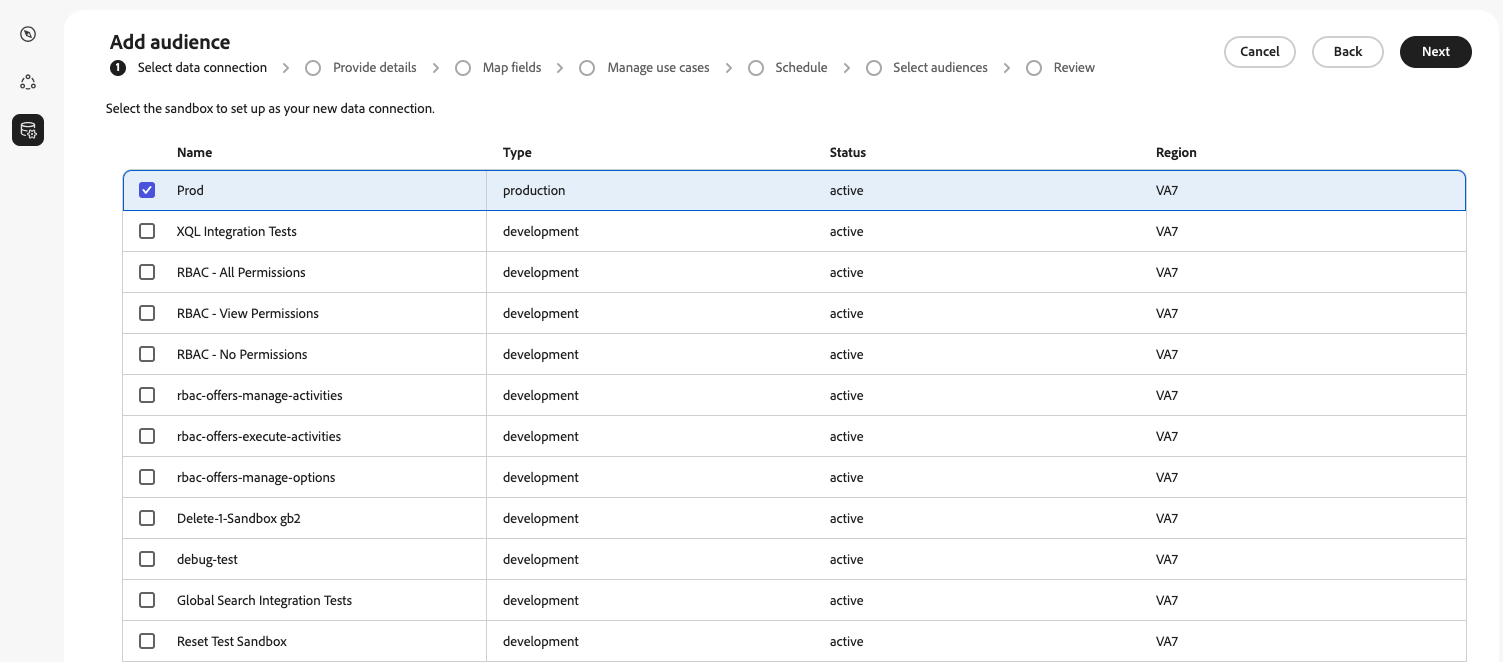 Add audience
Cancel Back Next
1 Select data connection Provide details Map fields Manage use cases Schedule Select audiences Review
Select the sandbox to set up as your new data connection.
Name Type Status Region
Prod production active VA7
XQL Integration Tests development active VA7
RBAC - All Permissions development active VA7
RBAC - View Permissions development active VA7
RBAC - No Permissions development active VA7
rbac-offers-manage-activities development active VA7
rbac-offers-execute-activities development active VA7
rbac-offers-manage-options development active VA7
Delete-1-Sandbox gb2 development active VA7
debug-test development active VA7
Global Search Integration Tests development active VA7
Reset Test Sandbox development active VA7